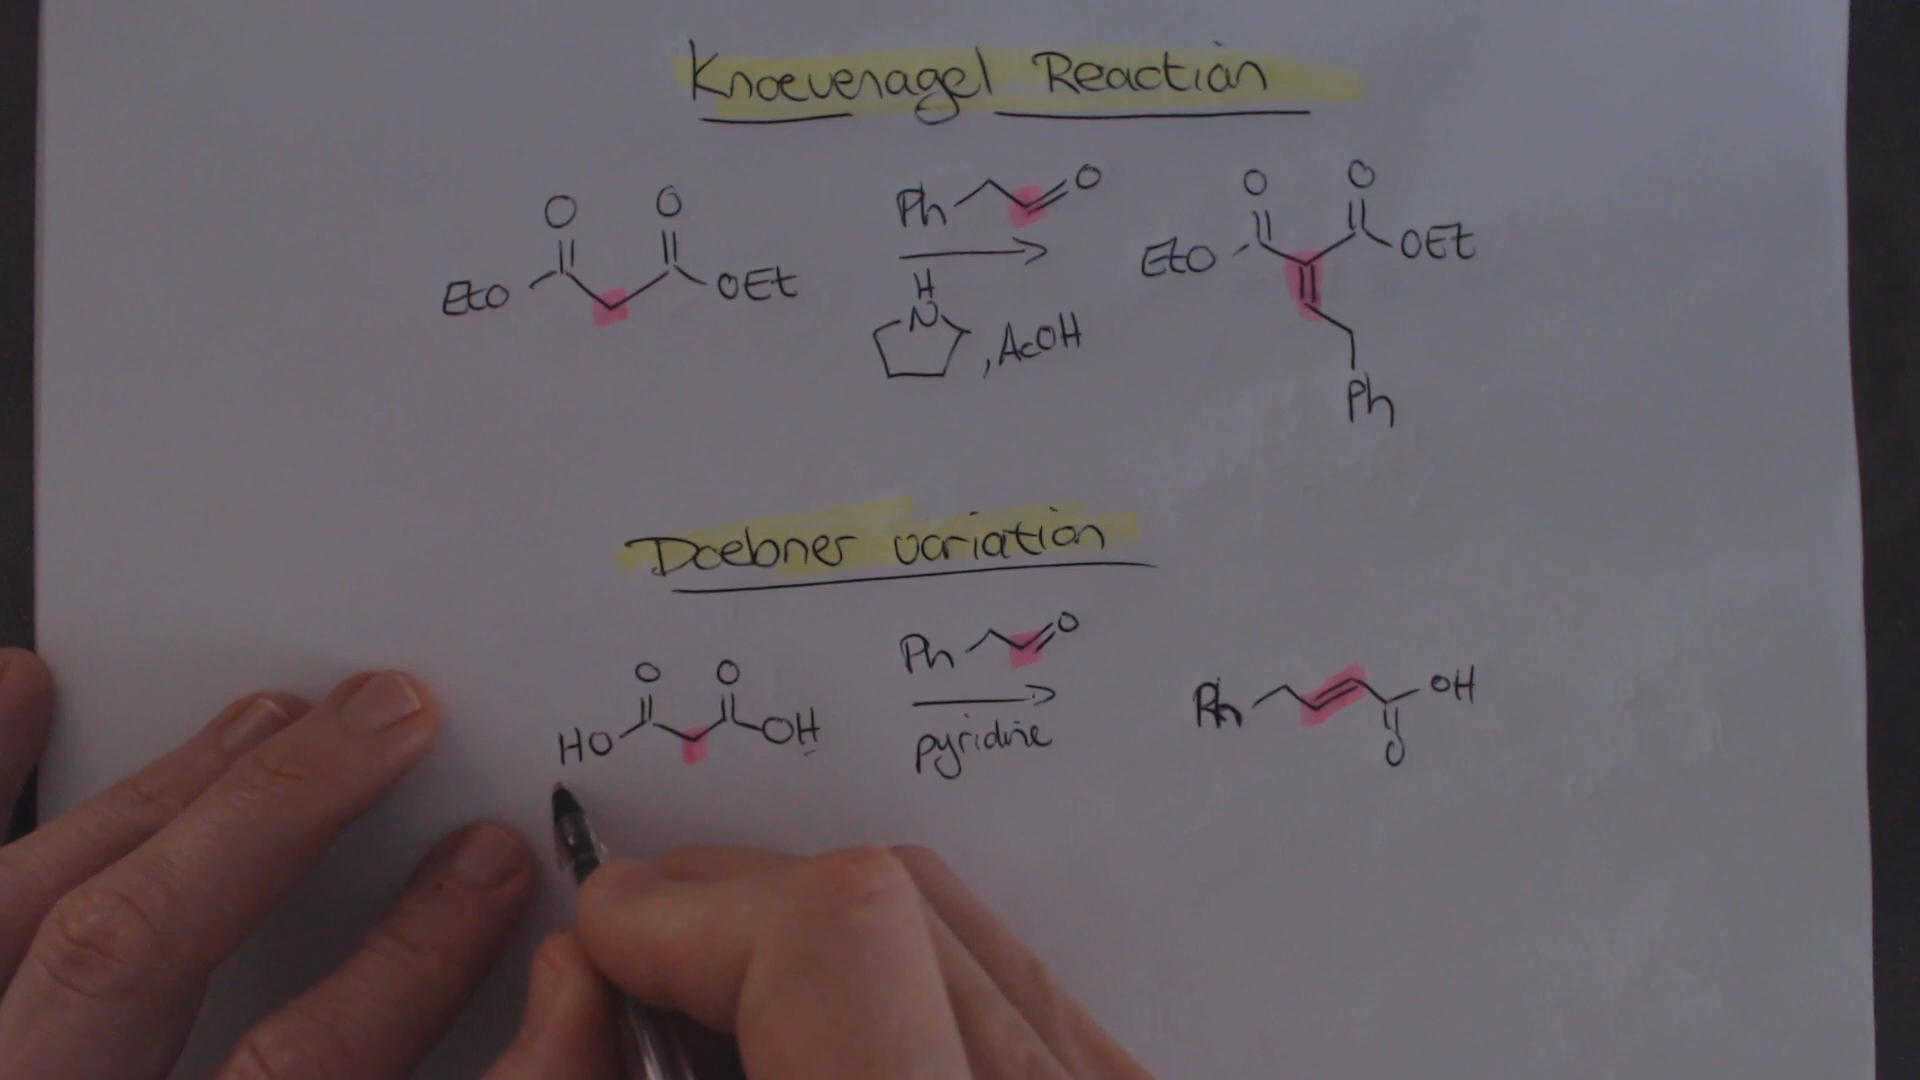 Knoevenagel Reaction
O O Ph O O O
EtO OEt EtO OEt
H
N
, AcOH
Ph
Doebner variation
O O Ph O
HO OH pyridine Ph OH
O